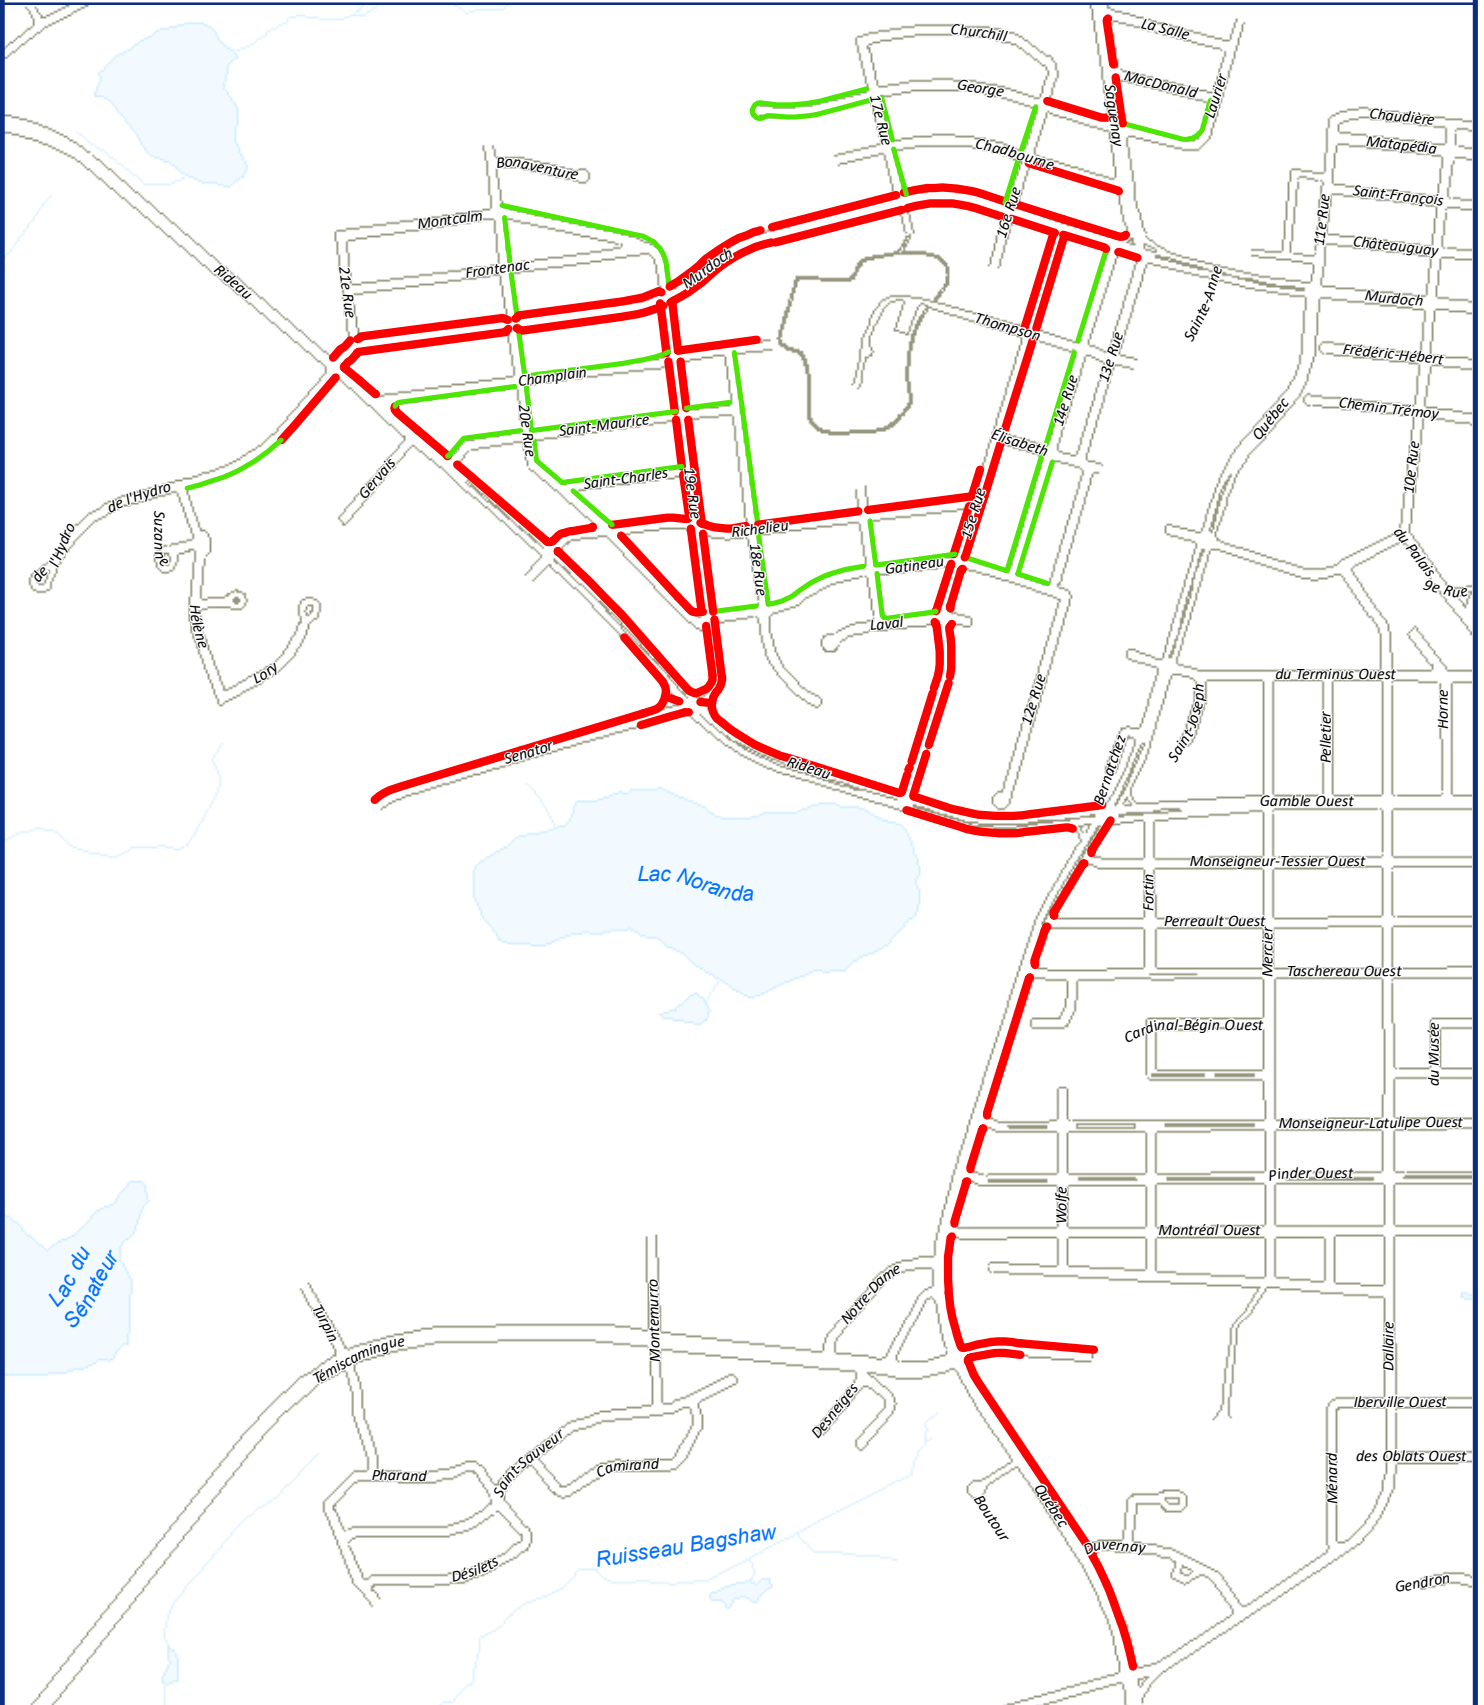 La Salle
Churchill
MacDonald
George
Laurier
Saguenay
17e Rue
Chaudière
Matapédia
Chadbourne
Bonaventure
Saint-François
16e Rue
11e Rue
Montcalm
Châteauguay
Frontenac
Murdoch
Rideau
21e Rue
Sainte-Anne
Murdoch
Thompson
13e Rue
Frédéric-Hébert
Champlain
14e Rue
Chemin Trémoy
Québec
20e Rue
Saint-Maurice
Élisabeth
10e Rue
Gervais
Saint-Charles
19e Rue
de l'Hydro
15e Rue
Suzanne
Richelieu
de l'Hydro
18e Rue
Gatineau
du Palais
9e Rue
Hélène
Laval
Lory
du Terminus Ouest
12e Rue
Saint-Joseph
Pelletier
Horne
Senator
Rideau
Bernatchez
Gamble Ouest
Monseigneur-Tessier Ouest
Lac Noranda
Fortin
Perreault Ouest
Mercier
Taschereau Ouest
Cardinal-Bégin Ouest
du Musée
Monseigneur-Latulipe Ouest
Pinder Ouest
Wolfe
Montréal Ouest
Lac du
Sénateur
Notre-Dame
Turpin
Montemurro
Témiscamingue
Dallaire
Desneiges
Iberville Ouest
Saint-Sauveur
Camirand
des Oblats Ouest
Pharand
Ménard
Québec
Boutour
Ruisseau Bagshaw
Duvernay
Désilets
Gendron